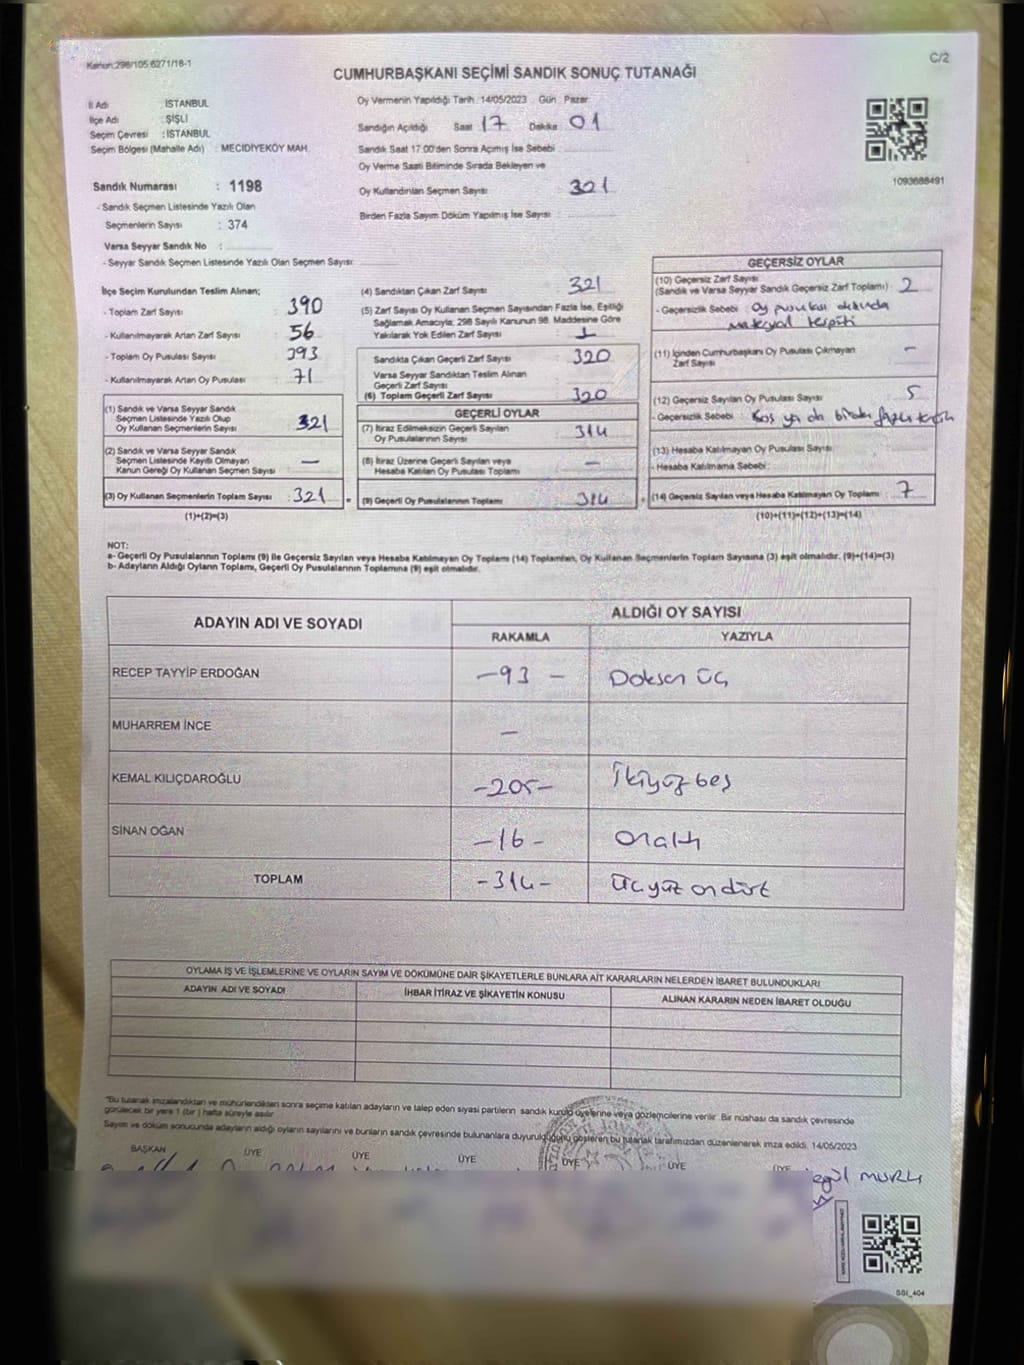 Kanun:298/105.6271/18-1
C/2
CUMHURBAŞKANI SEÇİMİ SANDIK SONUÇ TUTANAĞI
İl Adı : İSTANBUL
İlçe Adı : ŞİŞLİ
Seçim Çevresi : İSTANBUL
Seçim Bölgesi (Mahalle Adı) : MECİDİYEKÖY MAH.
Sandık Numarası : 1198
- Sandık Seçmen Listesinde Yazılı Olan
Seçmenlerin Sayısı : 374
Varsa Seyyar Sandık No :
- Seyyar Sandık Seçmen Listesinde Yazılı Olan Seçmen Sayısı:
Oy Vermenin Yapıldığı Tarih :14/05/2023 Gün : Pazar
Sandığın Açıldığı Saat 17 Dakika 01
Sandık Saat 17:00'den Sonra Açılmış İse Sebebi :
Oy Verme Saati Bitiminde Sırada Bekleyen ve
Oy Kullandırılan Seçmen Sayısı : 321
Birden Fazla Sayım Döküm Yapılmış İse Sayısı :
1093688491
İlçe Seçim Kurulundan Teslim Alınan;
- Toplam Zarf Sayısı : 390
- Kullanılmayarak Artan Zarf Sayısı : 56
- Toplam Oy Pusulası Sayısı : 393
- Kullanılmayarak Artan Oy Pusulası : 71
(1) Sandık ve Varsa Seyyar Sandık
Seçmen Listesinde Yazılı Olup
Oy Kullanan Seçmenlerin Sayısı : 321
(2) Sandık ve Varsa Seyyar Sandık
Seçmen Listesinde Kayıtlı Olmayan
Kanun Gereği Oy Kullanan Seçmen Sayısı : —
(3) Oy Kullanan Seçmenlerin Toplam Sayısı : 321
(1)+(2)=(3)
(4) Sandıktan Çıkan Zarf Sayısı : 321
(5) Zarf Sayısı Oy Kullanan Seçmen Sayısından Fazla İse, Eşitliği
Sağlamak Amacıyla; 298 Sayılı Kanunun 98. Maddesine Göre
Yakılarak Yok Edilen Zarf Sayısı :
Sandıkta Çıkan Geçerli Zarf Sayısı : 320
Varsa Seyyar Sandıktan Teslim Alınan
Geçerli Zarf Sayısı :
(6) Toplam Geçerli Zarf Sayısı : 320
GEÇERLİ OYLAR
(7) İtiraz Edilmeksizin Geçerli Sayılan
Oy Pusulalarının Sayısı : 314
(8) İtiraz Üzerine Geçerli Sayılan veya
Hesaba Katılan Oy Pusulası Toplamı : —
(9) Geçerli Oy Pusulalarının Toplamı : 314
GEÇERSİZ OYLAR
(10) Geçersiz Zarf Sayısı
(Sandık ve Varsa Seyyar Sandık Geçersiz Zarf Toplamı) : 2
- Geçersizlik Sebebi : Oy pusulası dışında
materyal tespiti
(11) İçinden Cumhurbaşkanı Oy Pusulası Çıkmayan
Zarf Sayısı : —
(12) Geçersiz Sayılan Oy Pusulası Sayısı : 5
- Geçersizlik Sebebi : Boş ya da birden fazla tercih
(13) Hesaba Katılmayan Oy Pusulası Sayısı :
- Hesaba Katılmama Sebebi :
(14) Geçersiz Sayılan veya Hesaba Katılmayan Oy Toplamı : 7
(10)+(11)+(12)+(13)=(14)
NOT:
a- Geçerli Oy Pusulalarının Toplamı (9) ile Geçersiz Sayılan veya Hesaba Katılmayan Oy Toplamı (14) Toplamları, Oy Kullanan Seçmenlerin Toplam Sayısına (3) eşit olmalıdır. (9)+(14)=(3)
b- Adayların Aldığı Oyların Toplamı, Geçerli Oy Pusulalarının Toplamına (9) eşit olmalıdır.
ADAYIN ADI VE SOYADI
ALDIĞI OY SAYISI
RAKAMLA YAZIYLA
RECEP TAYYİP ERDOĞAN -93- Doksan üç
MUHARREM İNCE —
KEMAL KILIÇDAROĞLU -205- İkiyüz beş
SİNAN OĞAN -16- Onaltı
TOPLAM -314- Üçyüz ondört
OYLAMA İŞ VE İŞLEMLERİNE VE OYLARIN SAYIM VE DÖKÜMÜNE DAİR ŞİKAYETLERLE BUNLARA AİT KARARLARIN NELERDEN İBARET BULUNDUKLARI
ADAYIN ADI VE SOYADI İHBAR İTİRAZ VE ŞİKAYETİN KONUSU ALINAN KARARIN NEDEN İBARET OLDUĞU
"Bu tutanak imzalandıktan ve mühürlendikten sonra seçime katılan adayların ve talep eden siyasi partilerin sandık kurulu üyelerine veya gözlemcilerine verilir. Bir nüshası da sandık çevresinde
görülecek bir yere 1 (bir) hafta süreyle asılır.
Sayım ve döküm sonucunda adayların aldığı oyların sayılarını ve bunların sandık çevresinde bulunanlara duyurulduğunu gösteren bu tutanak tarafımızdan düzenlenerek imza edildi. 14/05/2023
BAŞKAN ÜYE ÜYE ÜYE ÜYE ÜYE ÜYE
SSI_404